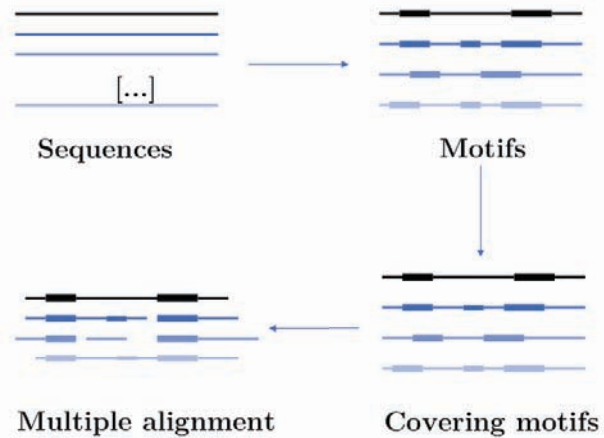 [...]
Sequences
Motifs
Multiple alignment
Covering motifs